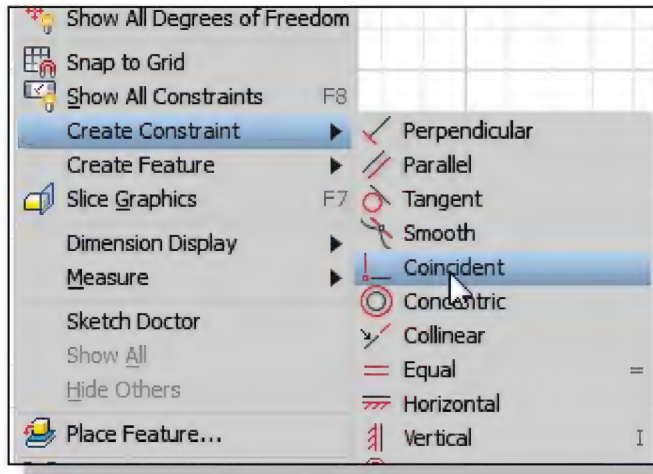 Show All Degrees of Freedom
Snap to Grid
Show All Constraints F8
Create Constraint
Create Feature
Slice Graphics F7
Dimension Display
Measure
Sketch Doctor
Show All
Hide Others
Place Feature...
Perpendicular
Parallel
Tangent
Smooth
Coincident
Concentric
Collinear
Equal =
Horizontal
Vertical I